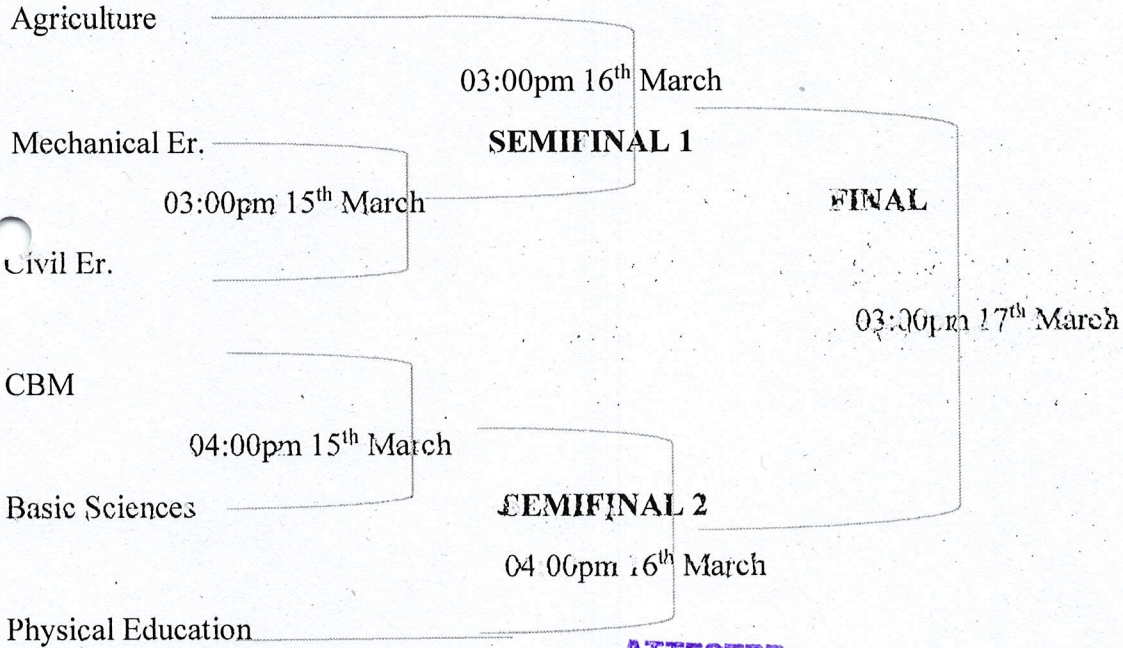 Agriculture
03:00pm 16th March
Mechanical Er.
SEMIFINAL 1
03:00pm 15th March
FINAL
Civil Er.
03:00pm 17th March
CBM
04:00pm 15th March
Basic Sciences
SEMIFINAL 2
04:00pm 16th March
Physical Education
ATTESTED